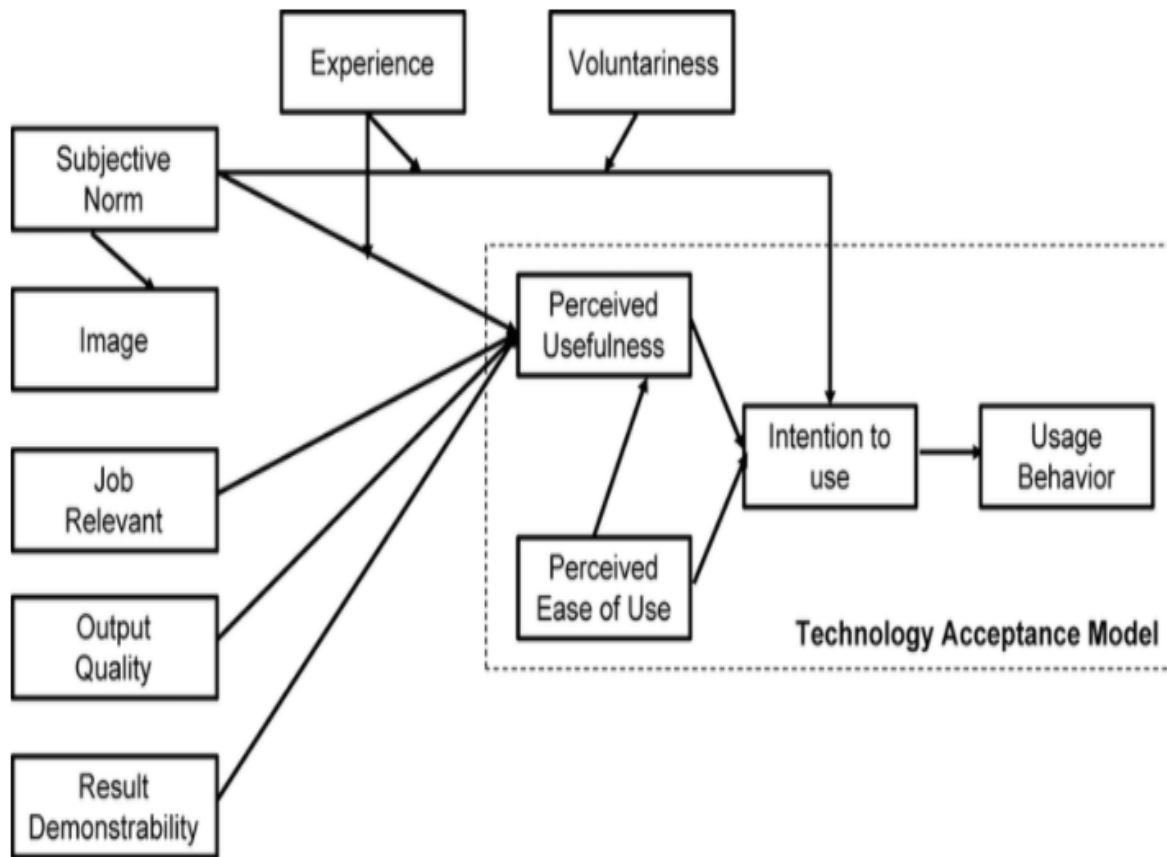 Experience
Voluntariness
Subjective
Norm
Image
Perceived
Usefulness
Job
Relevant
Intention to
use
Usage
Behavior
Perceived
Ease of Use
Output
Quality
Technology Acceptance Model
Result
Demonstrability